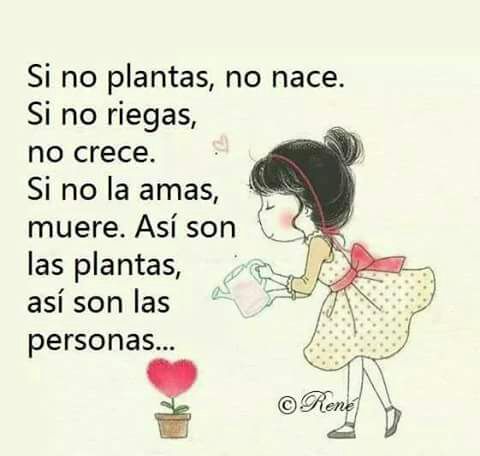 Si no plantas, no nace.
Si no riegas,
no crece.
Si no la amas,
muere. Así son
las plantas,
así son las
personas...
© René